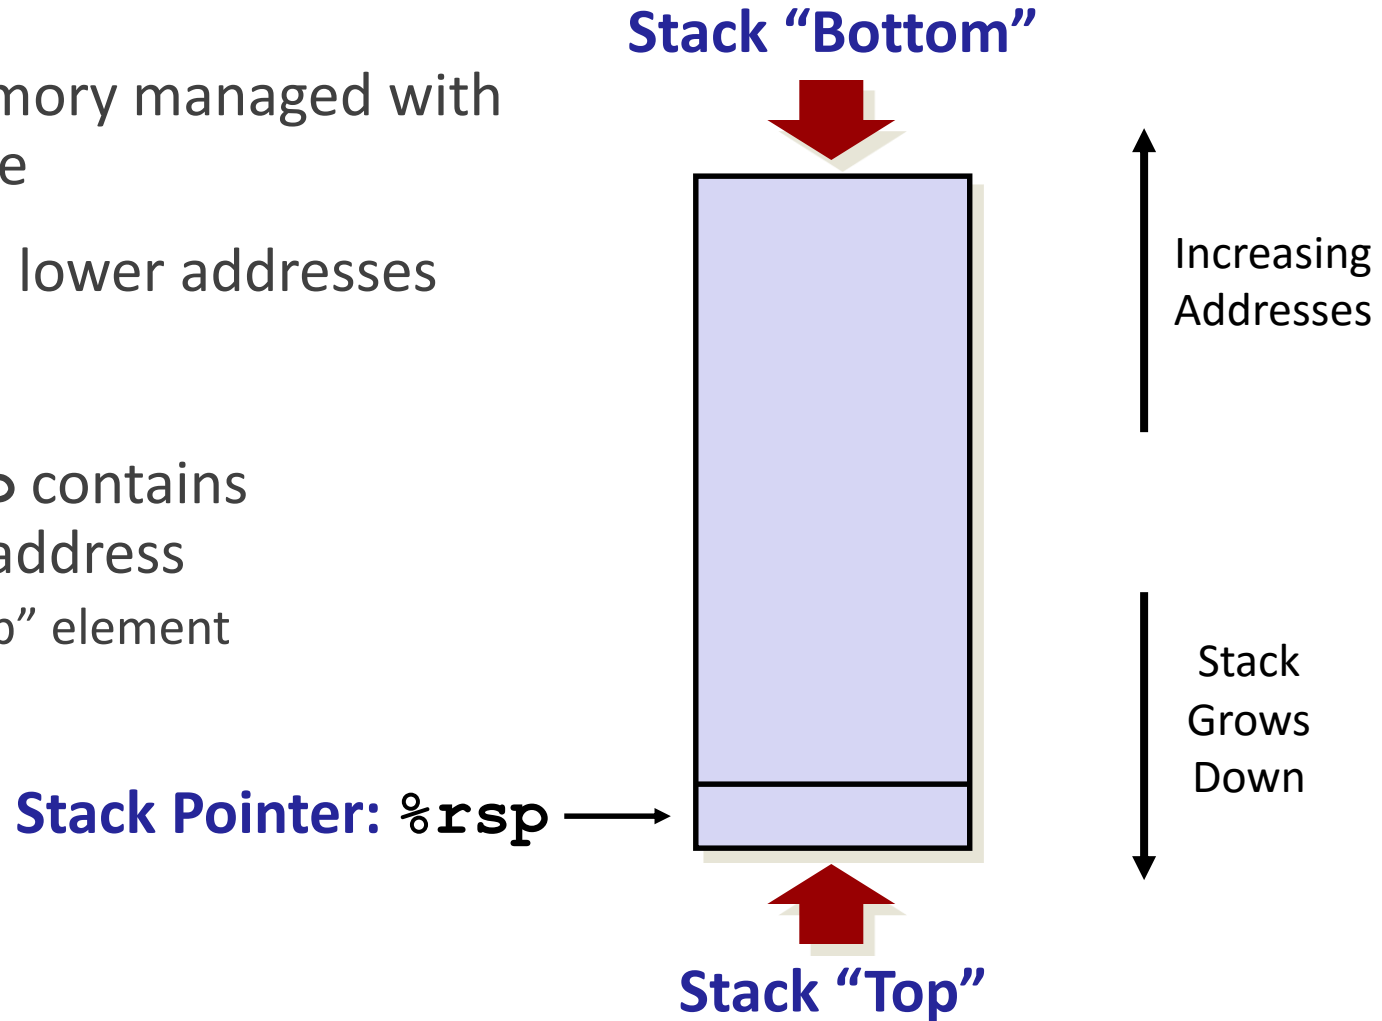 Stack “Bottom”
mory managed with
e
lower addresses
contains
address
” element
Increasing
Addresses
Stack
Grows
Down
Stack Pointer: %rsp
Stack “Top”